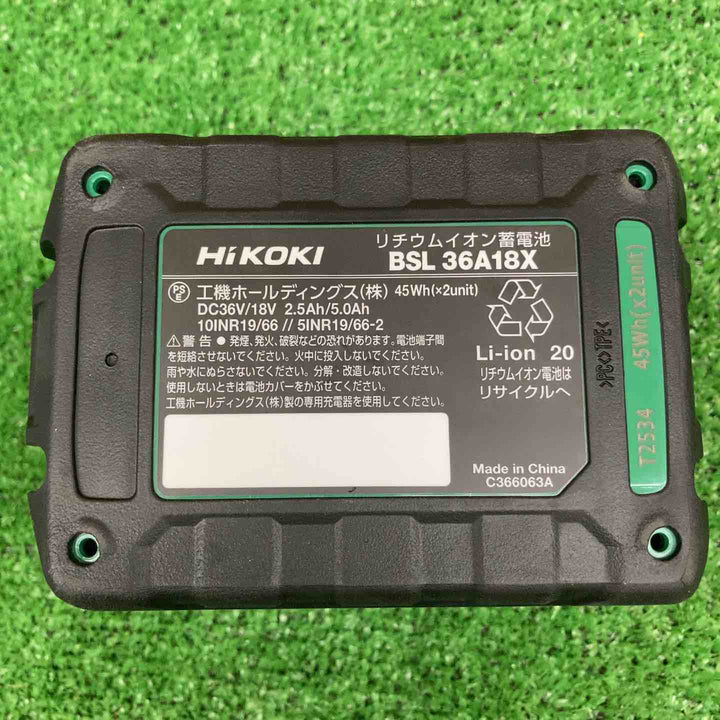 HiKOKI
リチウムイオン蓄電池
BSL 36A18X
PSE 工機ホールディングス(株) 45Wh(×2unit)
DC36V/18V 2.5Ah/5.0Ah
10INR19/66 // 5INR19/66-2
⚠警告 ● 発煙、発火、破裂などの恐れがあります。電池端子間
を短絡させないでください。火中に投入しないでください。
雨や水にぬらさないでください。分解・改造しないでください。
使用しないときは電池カバーをかぶせてください。
工機ホールディングス(株)製の専用充電器を使用してください。
Li-ion 20
リチウムイオン電池は
リサイクルへ
Made in China
C366063A
>PC<>TPE<
T2534 45Wh(x2unit)